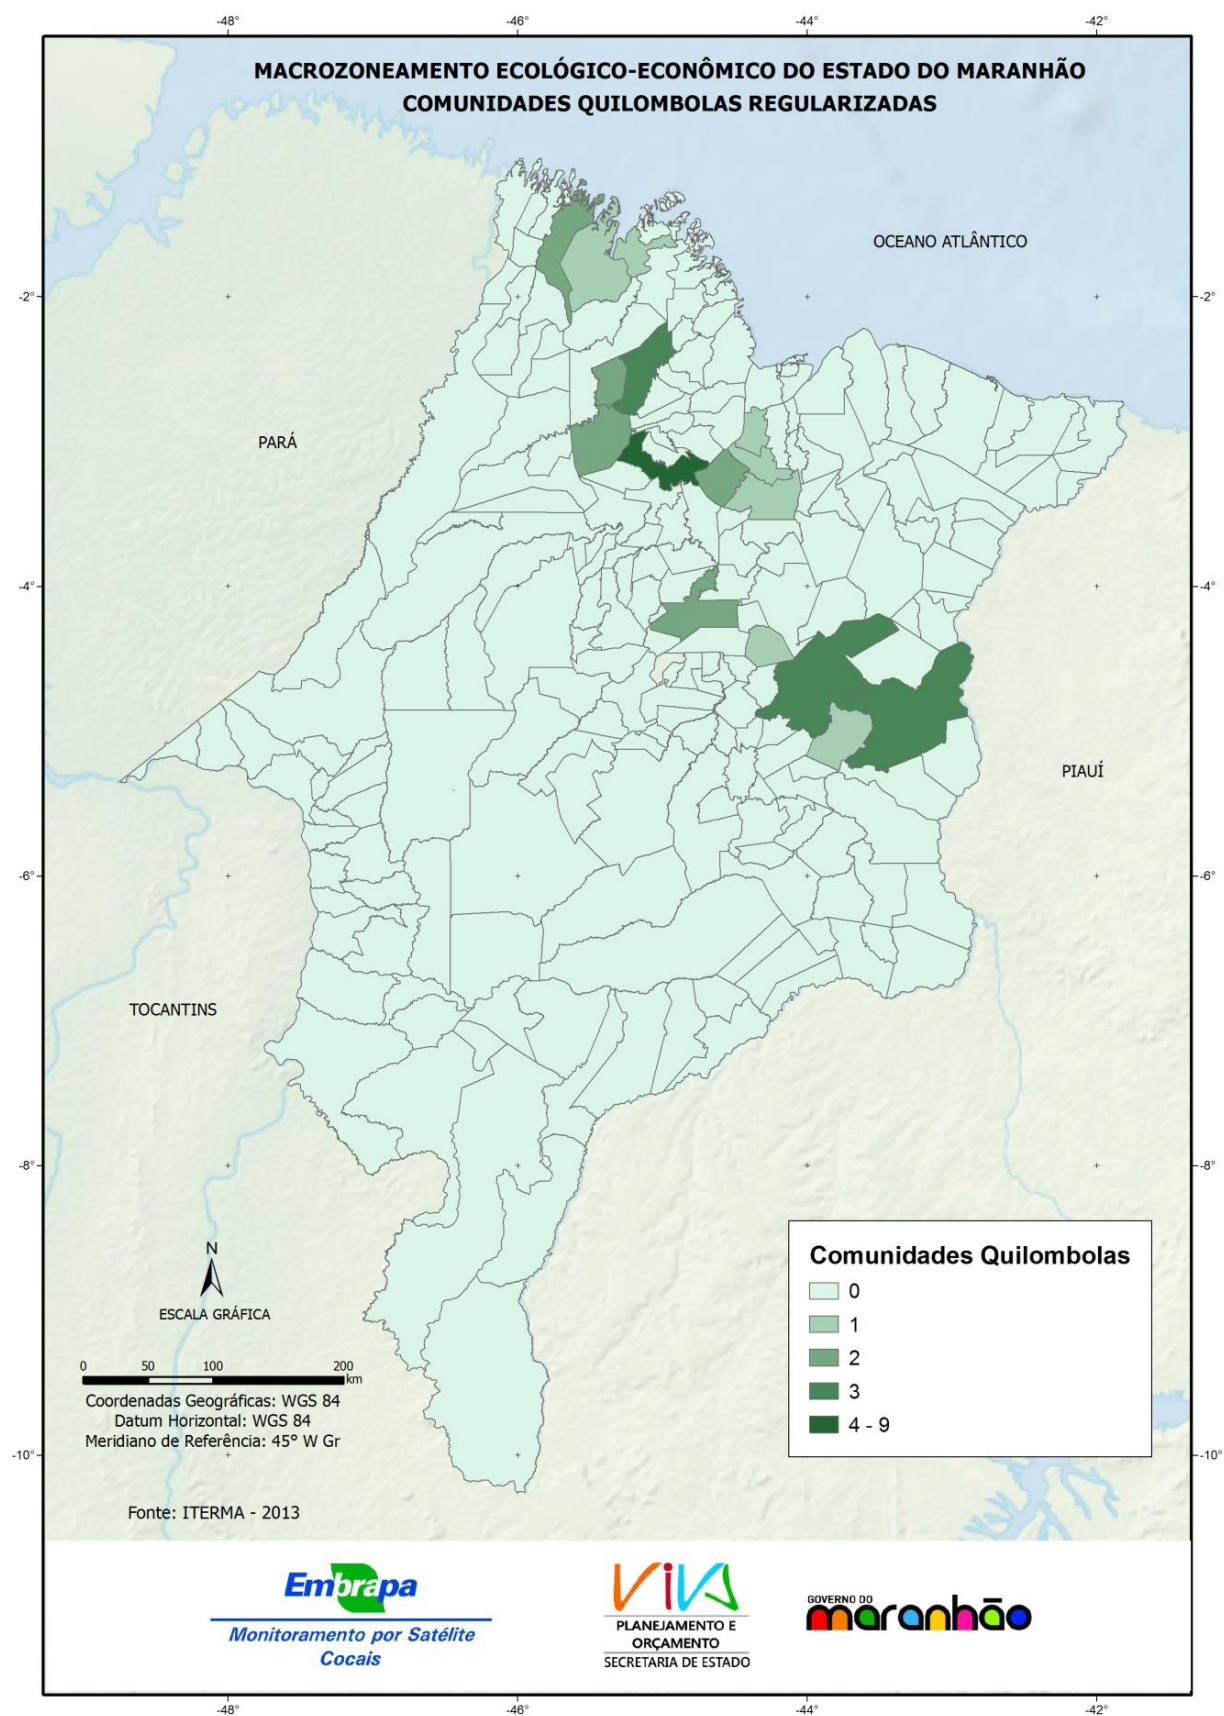 -48°
-46°
-44°
-42°
MACROZONEAMENTO ECOLÓGICO-ECONÔMICO DO ESTADO DO MARANHÃO
COMUNIDADES QUILOMBOLAS REGULARIZADAS
OCEANO ATLÂNTICO
-2°
-2°
PARÁ
-4°
-4°
PIAUÍ
-6°
-6°
TOCANTINS
-8°
-8°
N
ESCALA GRÁFICA
0 50 100 200
km
Coordenadas Geográficas: WGS 84
Datum Horizontal: WGS 84
Meridiano de Referência: 45° W Gr
Comunidades Quilombolas
0
1
2
3
4 - 9
-10°
-10°
Fonte: ITERMA - 2013
Embrapa
Monitoramento por Satélite
Cocais
VIVA
PLANEJAMENTO E
ORÇAMENTO
SECRETARIA DE ESTADO
GOVERNO DO
maranhão
-48°
-46°
-44°
-42°